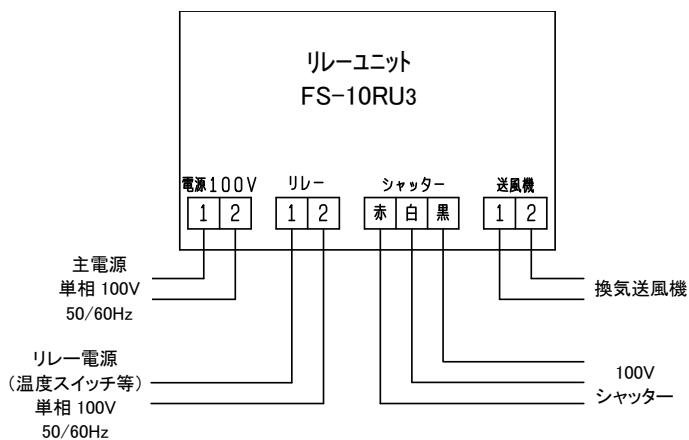 リレーユニット
FS-10RU3
電源100V リレー シャッター 送風機
1 2 1 2 赤 白 黒 1 2
主電源
単相 100V
50/60Hz
換気送風機
リレー電源
（温度スイッチ等）
単相 100V
50/60Hz
100V
シャッター